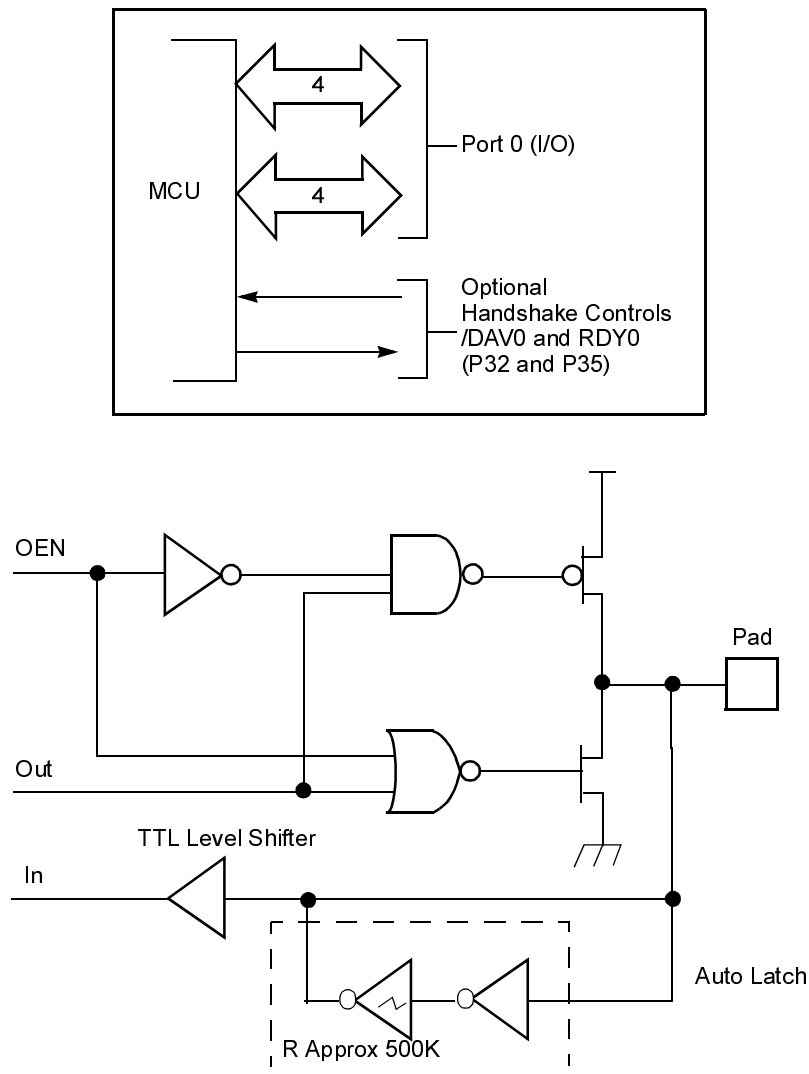 4
Port 0 (I/O)
MCU
4
Optional
Handshake Controls
/DAV0 and RDY0
(P32 and P35)
OEN
Pad
Out
TTL Level Shifter
In
Auto Latch
R Approx 500K